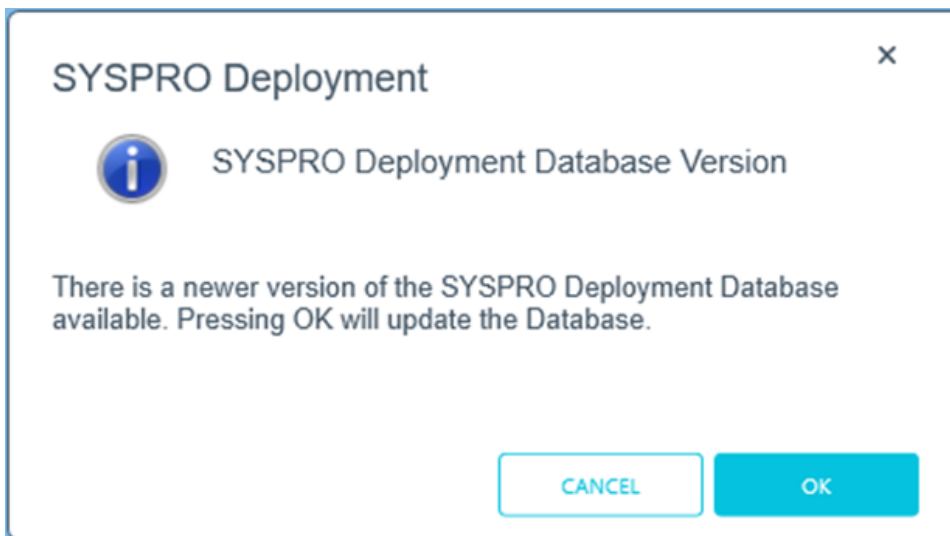 SYSPRO Deployment
SYSPRO Deployment Database Version
There is a newer version of the SYSPRO Deployment Database
available. Pressing OK will update the Database.
CANCEL
OK